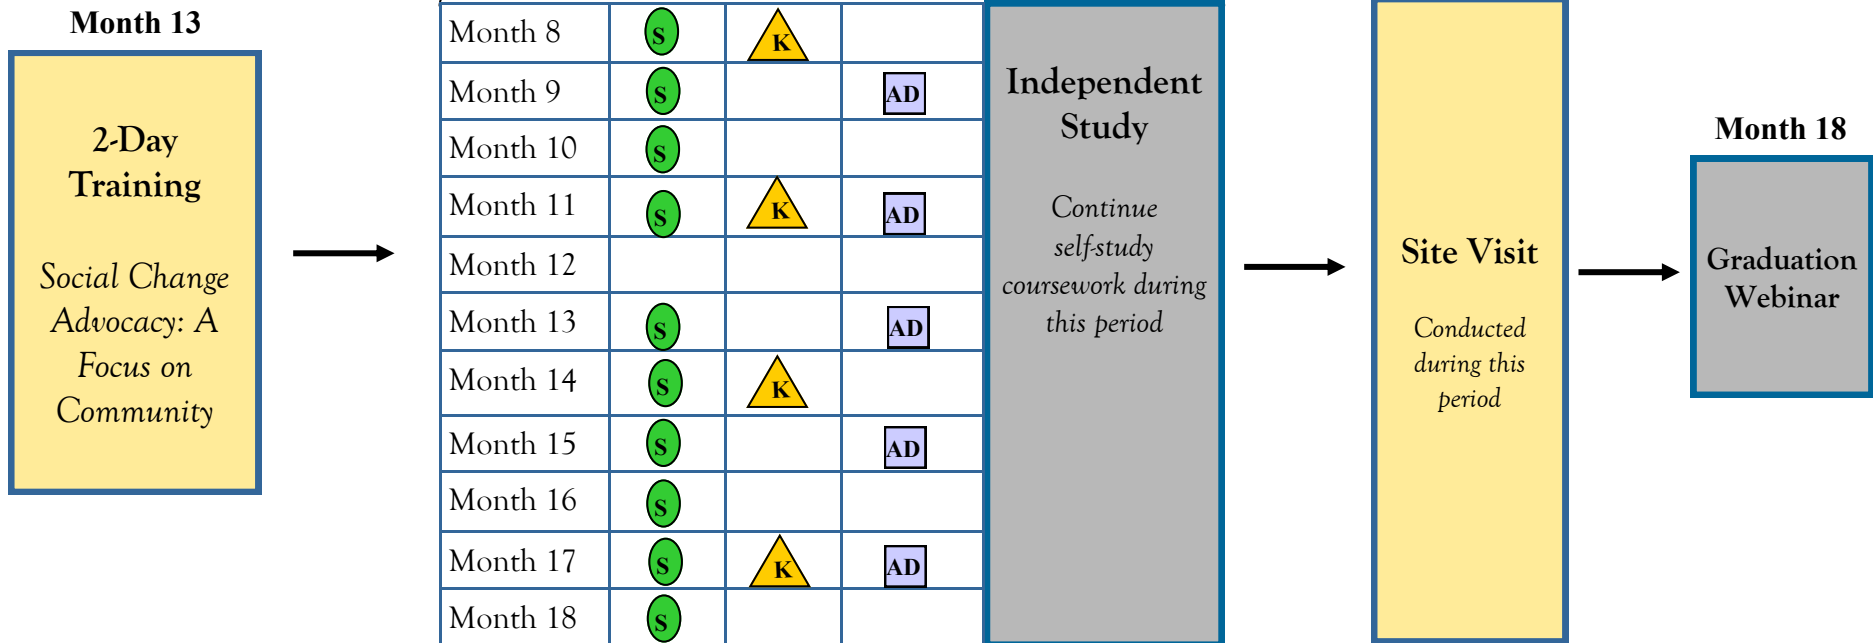 Month 13
2-Day
Training
Social Change
Advocacy: A
Focus on
Community
Month 8 S K
Month 9 S AD
Month 10 S
Month 11 S K AD
Month 12
Month 13 S AD
Month 14 S K
Month 15 S AD
Month 16 S
Month 17 S K AD
Month 18 S
Independent
Study
Continue
self-study
coursework during
this period
Site Visit
Conducted
during this
period
Month 18
Graduation
Webinar